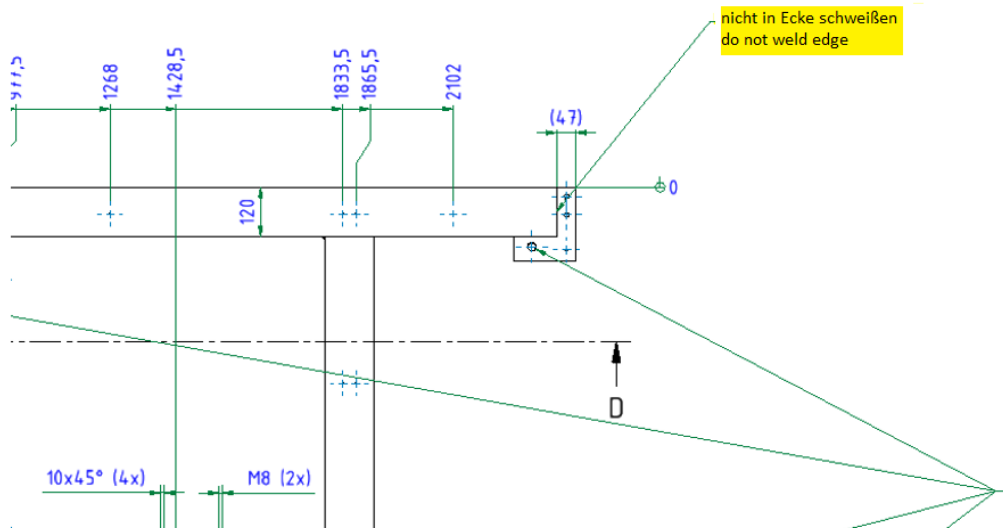 nicht in Ecke schweißen
do not weld edge
1268
1428,5
1833,5
1865,5
2102
(47)
0
120
D
10x45° (4x)
M8 (2x)